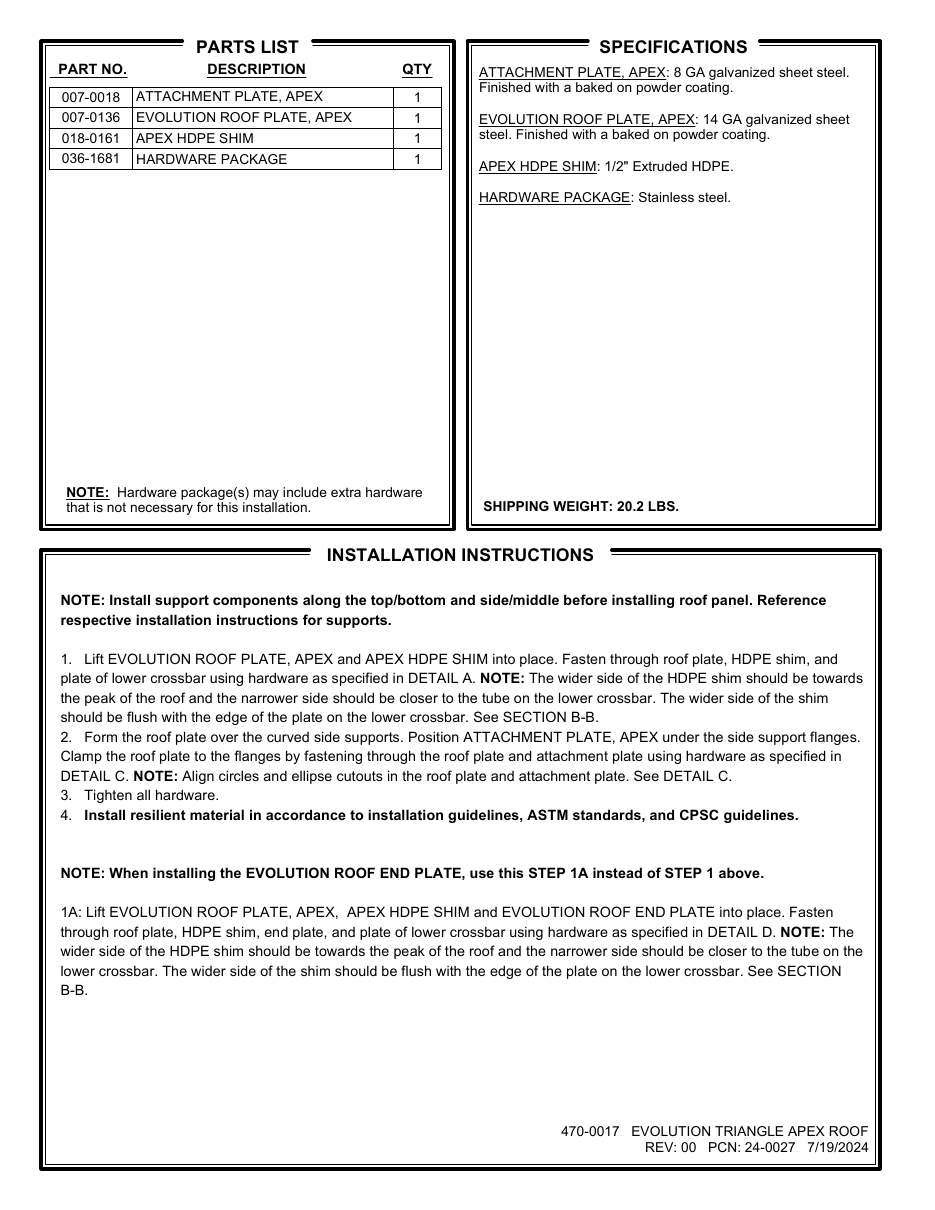 PARTS LIST
PART NO. DESCRIPTION QTY
007-0018 ATTACHMENT PLATE, APEX 1
007-0136 EVOLUTION ROOF PLATE, APEX 1
018-0161 APEX HDPE SHIM 1
036-1681 HARDWARE PACKAGE 1
NOTE: Hardware package(s) may include extra hardware
that is not necessary for this installation.
SPECIFICATIONS
ATTACHMENT PLATE, APEX: 8 GA galvanized sheet steel.
Finished with a baked on powder coating.
EVOLUTION ROOF PLATE, APEX: 14 GA galvanized sheet
steel. Finished with a baked on powder coating.
APEX HDPE SHIM: 1/2" Extruded HDPE.
HARDWARE PACKAGE: Stainless steel.
SHIPPING WEIGHT: 20.2 LBS.
INSTALLATION INSTRUCTIONS
NOTE: Install support components along the top/bottom and side/middle before installing roof panel. Reference
respective installation instructions for supports.
1. Lift EVOLUTION ROOF PLATE, APEX and APEX HDPE SHIM into place. Fasten through roof plate, HDPE shim, and
plate of lower crossbar using hardware as specified in DETAIL A. NOTE: The wider side of the HDPE shim should be towards
the peak of the roof and the narrower side should be closer to the tube on the lower crossbar. The wider side of the shim
should be flush with the edge of the plate on the lower crossbar. See SECTION B-B.
2. Form the roof plate over the curved side supports. Position ATTACHMENT PLATE, APEX under the side support flanges.
Clamp the roof plate to the flanges by fastening through the roof plate and attachment plate using hardware as specified in
DETAIL C. NOTE: Align circles and ellipse cutouts in the roof plate and attachment plate. See DETAIL C.
3. Tighten all hardware.
4. Install resilient material in accordance to installation guidelines, ASTM standards, and CPSC guidelines.
NOTE: When installing the EVOLUTION ROOF END PLATE, use this STEP 1A instead of STEP 1 above.
1A: Lift EVOLUTION ROOF PLATE, APEX, APEX HDPE SHIM and EVOLUTION ROOF END PLATE into place. Fasten
through roof plate, HDPE shim, end plate, and plate of lower crossbar using hardware as specified in DETAIL D. NOTE: The
wider side of the HDPE shim should be towards the peak of the roof and the narrower side should be closer to the tube on the
lower crossbar. The wider side of the shim should be flush with the edge of the plate on the lower crossbar. See SECTION
B-B.
470-0017 EVOLUTION TRIANGLE APEX ROOF
REV: 00 PCN: 24-0027 7/19/2024